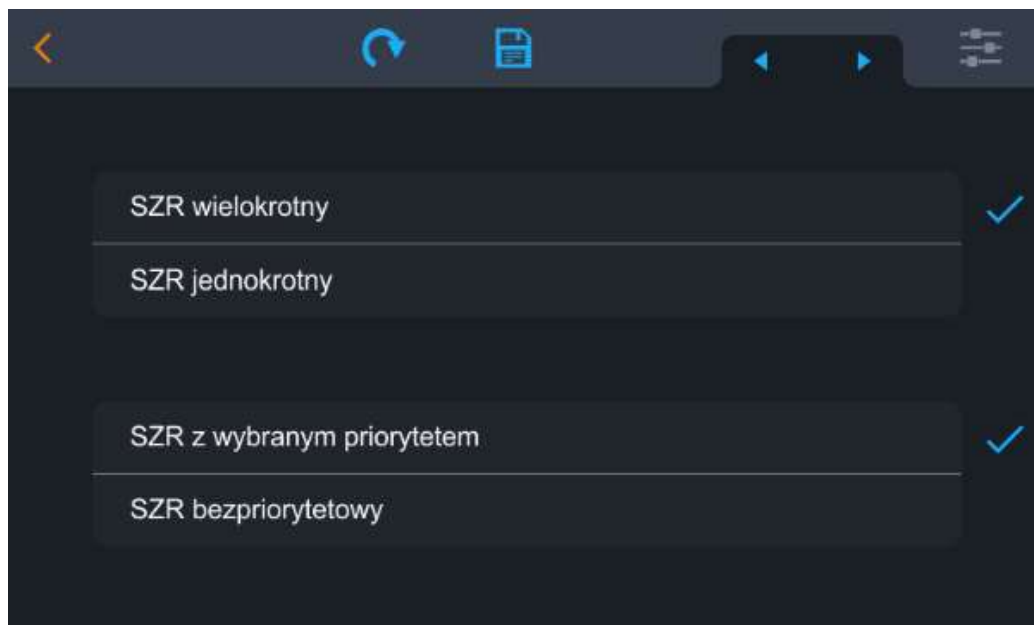 SZR wielokrotny
SZR jednokrotny
SZR z wybranym priorytetem
SZR bezpriorytetowy